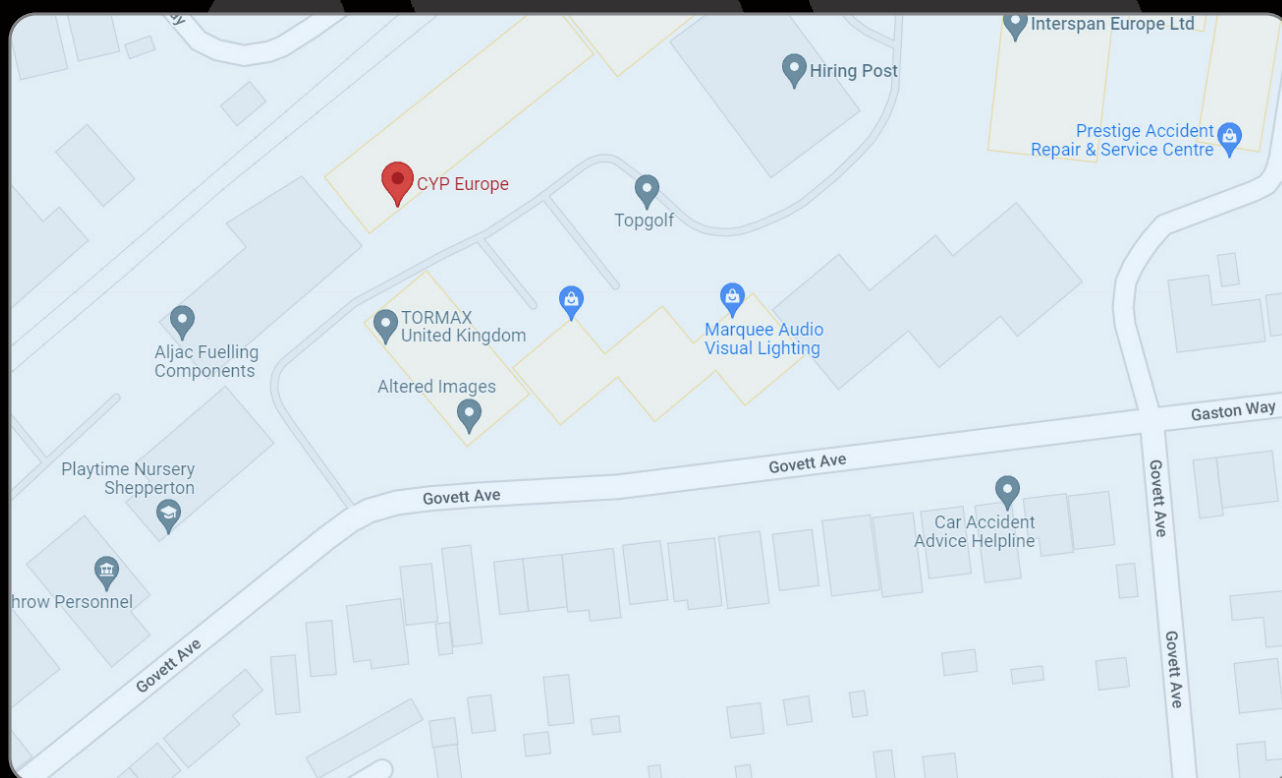 Interspan Europe Ltd
Hiring Post
Prestige Accident
Repair & Service Centre
CYP Europe
Topgolf
TORMAX
United Kingdom
Marquee Audio
Visual Lighting
Aljac Fuelling
Components
Altered Images
Gaston Way
Govett Ave
Playtime Nursery
Shepperton
Govett Ave
Govett Ave
Car Accident
Advice Helpline
Personnel
Govett Ave
Govett Ave